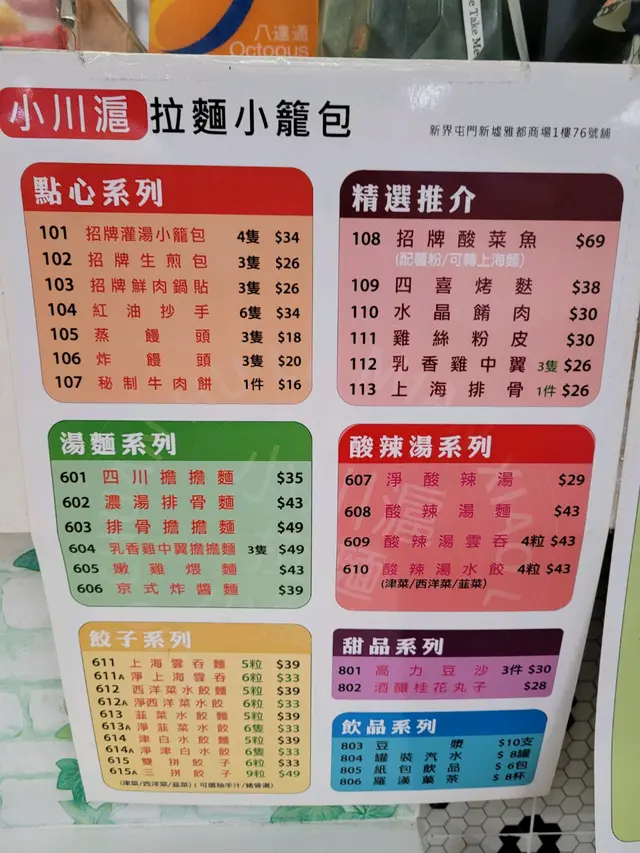 八達通
Octopus
e Take Me
小川滬 拉麵小籠包
新界屯門新墟雅都商場1樓76號舖
點心系列
101 招牌灌湯小籠包 4隻 $34
102 招牌生煎包 3隻 $26
103 招牌鮮肉鍋貼 3隻 $26
104 紅油抄手 6隻 $34
105 蒸饅頭 3隻 $18
106 炸饅頭 3隻 $20
107 秘制牛肉餅 1件 $16
精選推介
108 招牌酸菜魚 $69
(配薯粉/可轉上海麵)
109 四喜烤麩 $38
110 水晶餚肉 $30
111 雞絲粉皮 $30
112 乳香雞中翼 3隻 $26
113 上海排骨 1件 $26
湯麵系列
601 四川擔擔麵 $35
602 濃湯排骨麵 $43
603 排骨擔擔麵 $49
604 乳香雞中翼擔擔麵 3隻 $49
605 嫩雞煨麵 $43
606 京式炸醬麵 $39
酸辣湯系列
607 淨酸辣湯 $29
608 酸辣湯麵 $43
609 酸辣湯雲吞 4粒 $43
610 酸辣湯水餃 4粒 $43
(津菜/西洋菜/韮菜)
餃子系列
611 上海雲吞麵 5粒 $39
611A 淨上海雲吞 6粒 $33
612 西洋菜水餃麵 5粒 $39
612A 淨西洋菜水餃 6粒 $33
613 韮菜水餃麵 5粒 $39
613A 淨韮菜水餃 6隻 $33
614 津白水餃麵 5粒 $39
614A 淨津白水餃 6隻 $33
615 雙拼餃子 6粒 $33
615A 三拼餃子 9粒 $49
(津菜/西洋菜/韮菜)(可選抽手汁/豬骨湯)
甜品系列
801 高力豆沙 3件 $30
802 酒釀桂花丸子 $28
飲品系列
803 豆漿 $10支
804 罐裝汽水 $8罐
805 紙包飲品 $6包
806 羅漢菓茶 $8杯